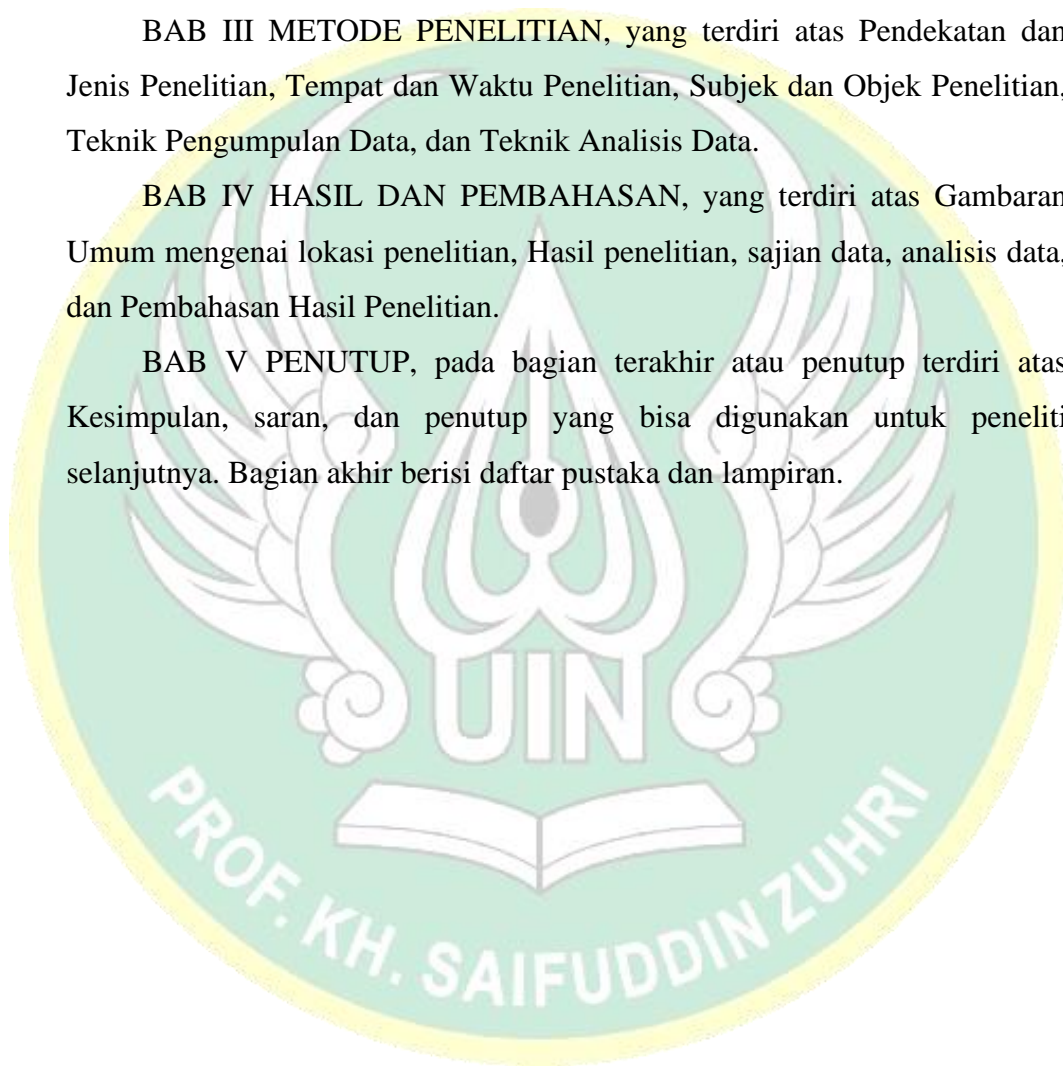 BAB III METODE PENELITIAN, yang terdiri atas Pendekatan dan
Jenis Penelitian, Tempat dan Waktu Penelitian, Subjek dan Objek Penelitian,
Teknik Pengumpulan Data, dan Teknik Analisis Data.
BAB IV HASIL DAN PEMBAHASAN, yang terdiri atas Gambaran
Umum mengenai lokasi penelitian, Hasil penelitian, sajian data, analisis data,
dan Pembahasan Hasil Penelitian.
BAB V PENUTUP, pada bagian terakhir atau penutup terdiri atas
Kesimpulan, saran, dan penutup yang bisa digunakan untuk peneliti
selanjutnya. Bagian akhir berisi daftar pustaka dan lampiran.
UIN
PROF. KH. SAIFUDDIN ZUHRI